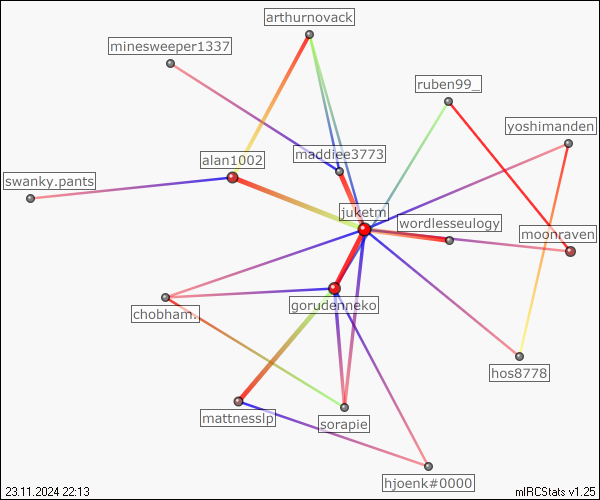 arthurnovack
minesweeper1337
ruben99_
yoshimanden
maddiee3773
alan1002
swanky.pants
juketm
wordlesseulogy
moonraven
gorudenneko
chobham.
hos8778
mattnesslp
sorapie
hjoenk#0000
23.11.2024 22:13
mIRCStats v1.25